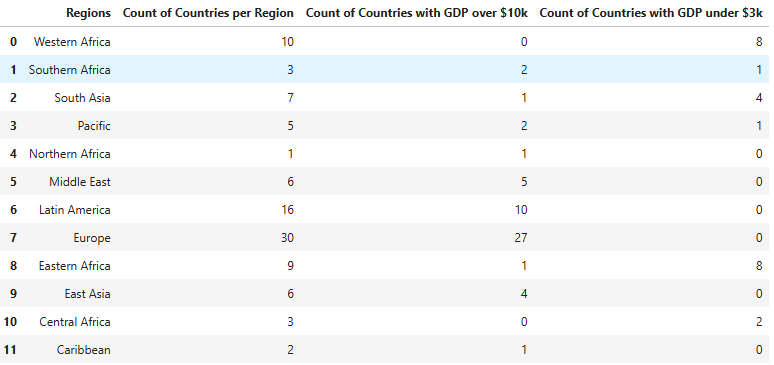 Regions Count of Countries per Region Count of Countries with GDP over $10k Count of Countries with GDP under $3k
0 Western Africa 10 0 8
1 Southern Africa 3 2 1
2 South Asia 7 1 4
3 Pacific 5 2 1
4 Northern Africa 1 1 0
5 Middle East 6 5 0
6 Latin America 16 10 0
7 Europe 30 27 0
8 Eastern Africa 9 1 8
9 East Asia 6 4 0
10 Central Africa 3 0 2
11 Caribbean 2 1 0